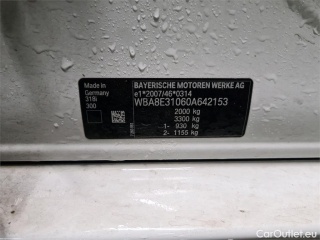 Made in
Germany
318i
300
BAYERISCHE MOTOREN WERKE AG
e1*2007/46*0314
WBA8E31060A642153
2000 kg
3300 kg
1- 930 kg
2- 1155 kg
CarOutlet.eu